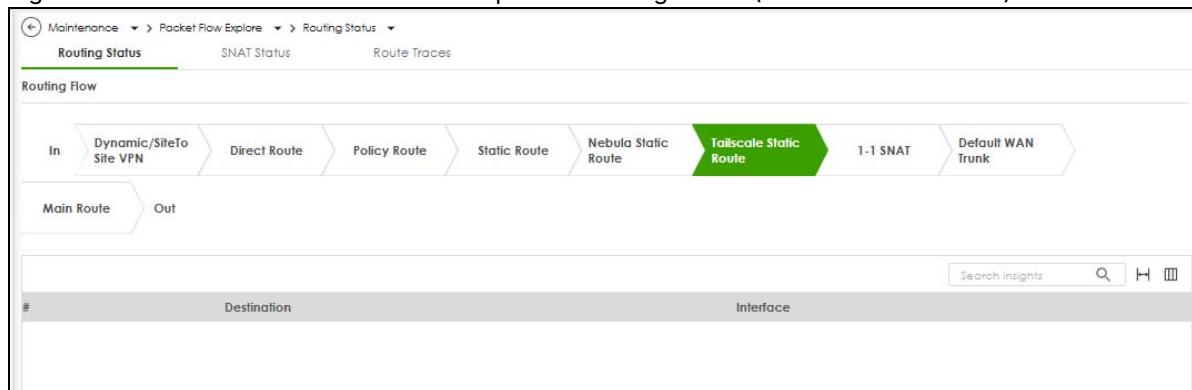 Maintenance > Packet Flow Explore > Routing Status
Routing Status SNAT Status Route Traces
Routing Flow
In Dynamic/SiteTo Site VPN Direct Route Policy Route Static Route Nebula Static Route Tailscale Static Route 1-1 SNAT Default WAN Trunk
Main Route Out
Search insights
# Destination Interface